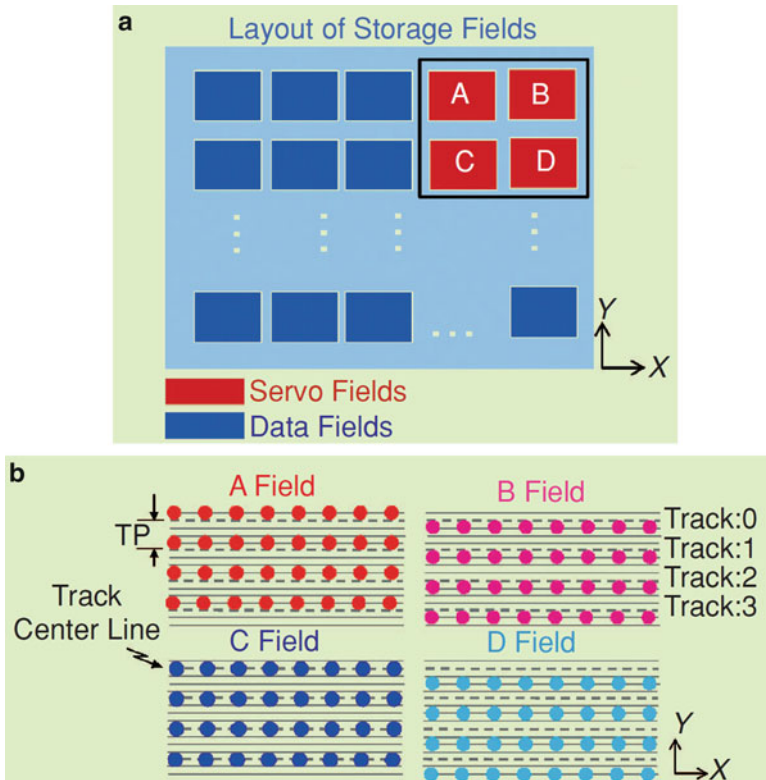 a
Layout of Storage Fields
A B
C D
Y
X
Servo Fields
Data Fields
b
A Field
B Field
TP
Track:0
Track:1
Track:2
Track:3
Track
Center Line
C Field
D Field
Y
X